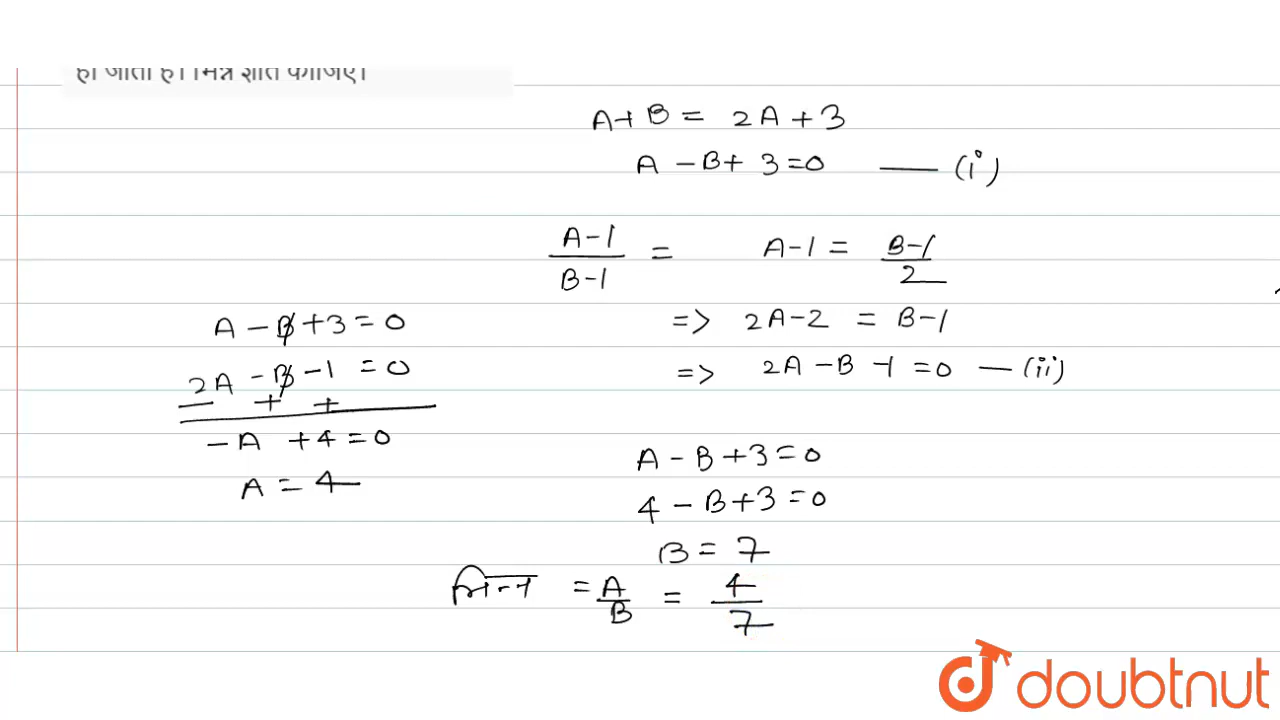 हो जाता है। भिन्न ज्ञात कीजिए।
A+B = 2A+3
A-B+3=0 —(i)
A-1/B-1 = A-1 = B-1/2
=> 2A-2 = B-1
=> 2A-B-1=0 —(ii)
A-B+3=0
2A-B-1=0
- + +
-A+4=0
A=4
A-B+3=0
4-B+3=0
B=7
भिन्न = A/B = 4/7
doubtnut